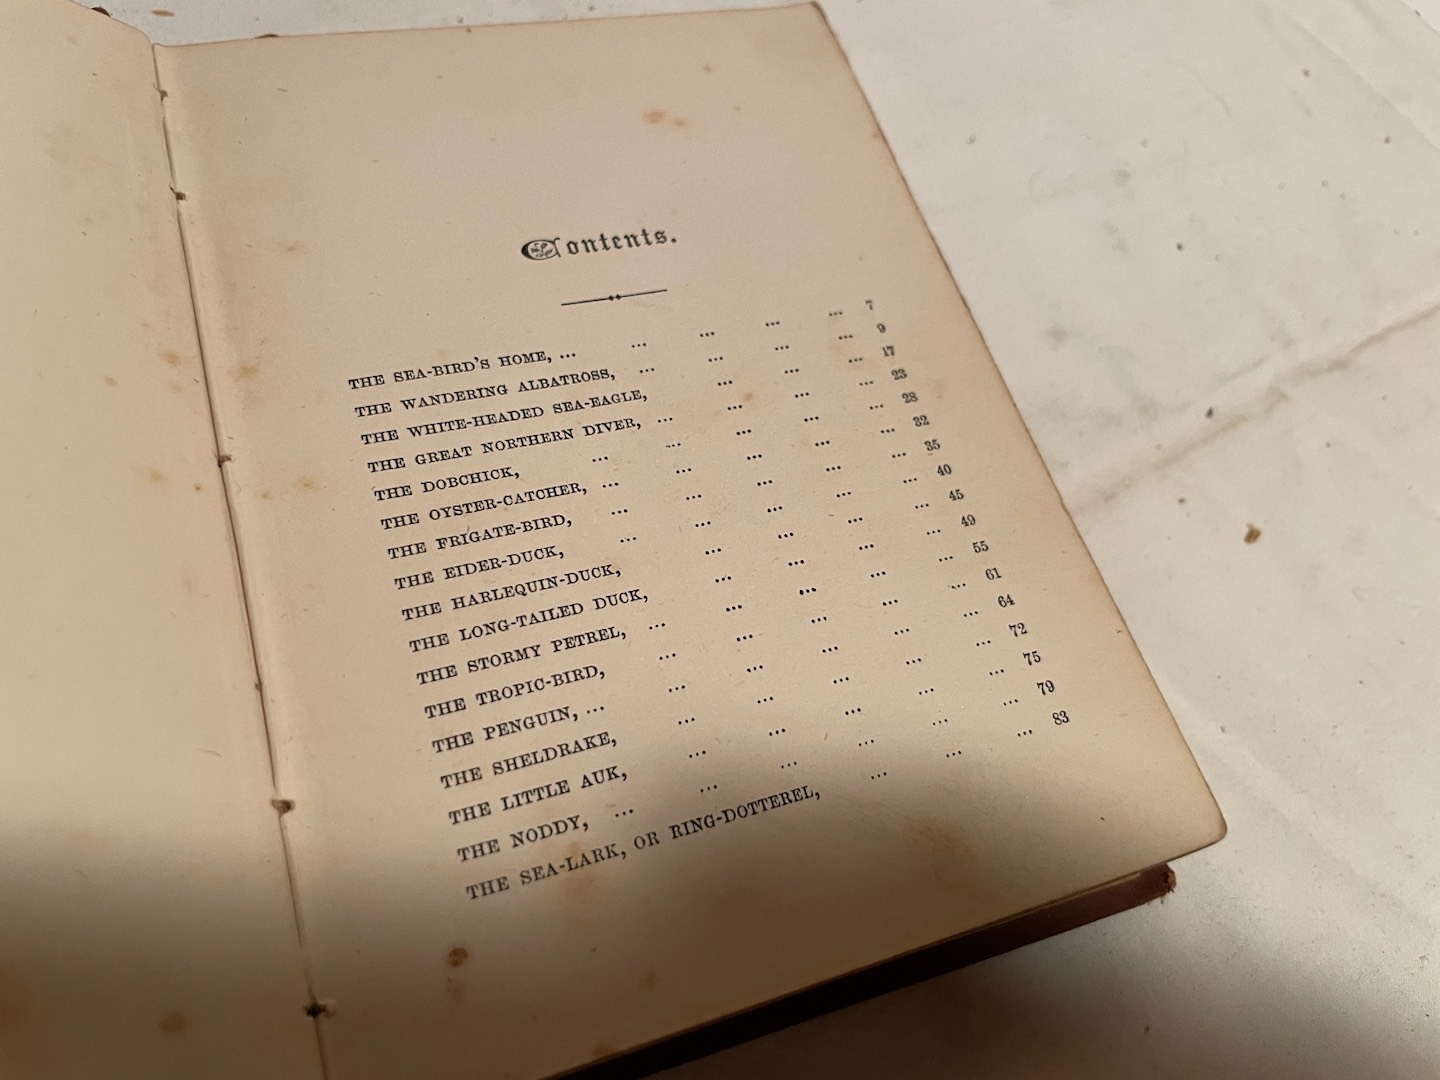 Contents.
THE SEA-BIRD'S HOME, ... ... ... ... ... 7
THE WANDERING ALBATROSS, ... ... ... ... 9
THE WHITE-HEADED SEA-EAGLE, ... ... ... 17
THE GREAT NORTHERN DIVER, ... ... ... ... 23
THE DOBCHICK, ... ... ... ... ... 28
THE OYSTER-CATCHER, ... ... ... ... ... 32
THE FRIGATE-BIRD, ... ... ... ... ... 35
THE EIDER-DUCK, ... ... ... ... ... 40
THE HARLEQUIN-DUCK, ... ... ... ... 45
THE LONG-TAILED DUCK, ... ... ... ... 49
THE STORMY PETREL, ... ... ... ... ... 55
THE TROPIC-BIRD, ... ... ... ... ... 61
THE PENGUIN, ... ... ... ... ... ... 64
THE SHELDRAKE, ... ... ... ... ... 72
THE LITTLE AUK, ... ... ... ... ... 75
THE NODDY, ... ... ... ... ... ... 79
THE SEA-LARK, OR RING-DOTTEREL, ... ... ... 83